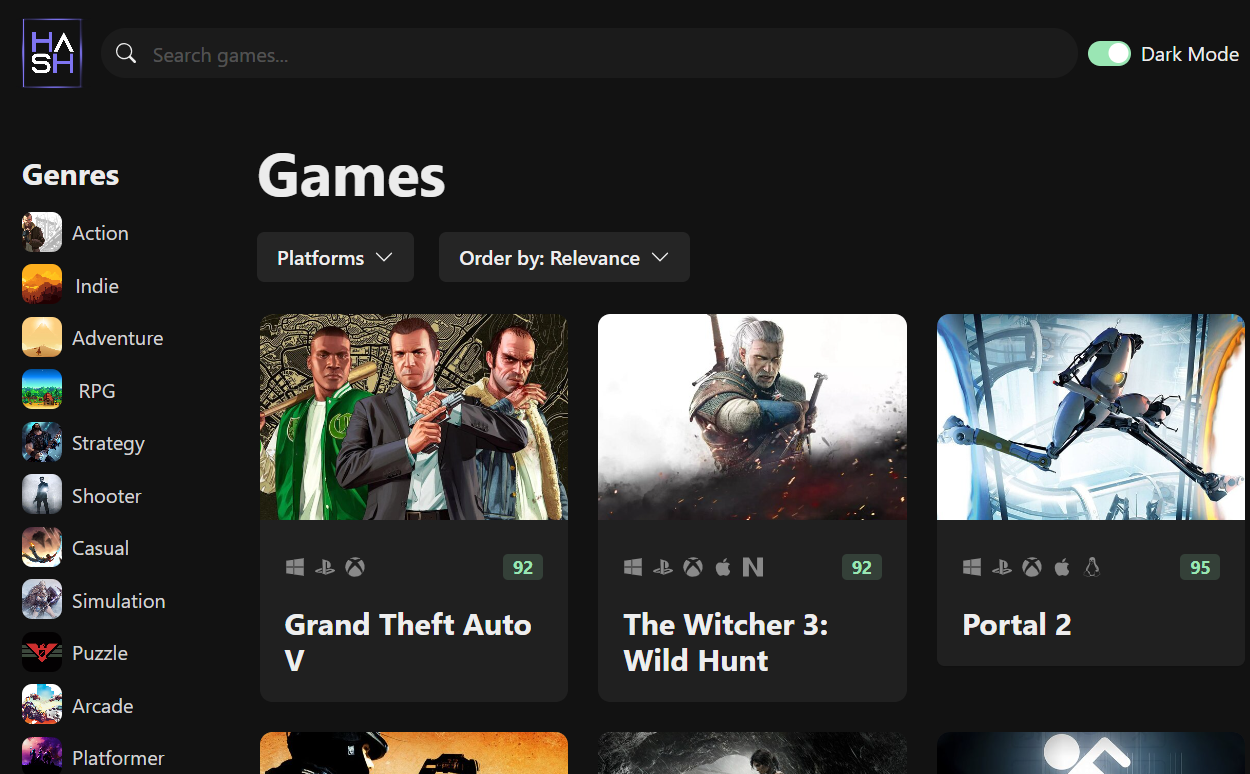 HA
SH
Search games...
Dark Mode
Genres
Action
Indie
Adventure
RPG
Strategy
Shooter
Casual
Simulation
Puzzle
Arcade
Platformer
Games
Platforms
Order by: Relevance
92
Grand Theft Auto
V
92
The Witcher 3:
Wild Hunt
95
Portal 2